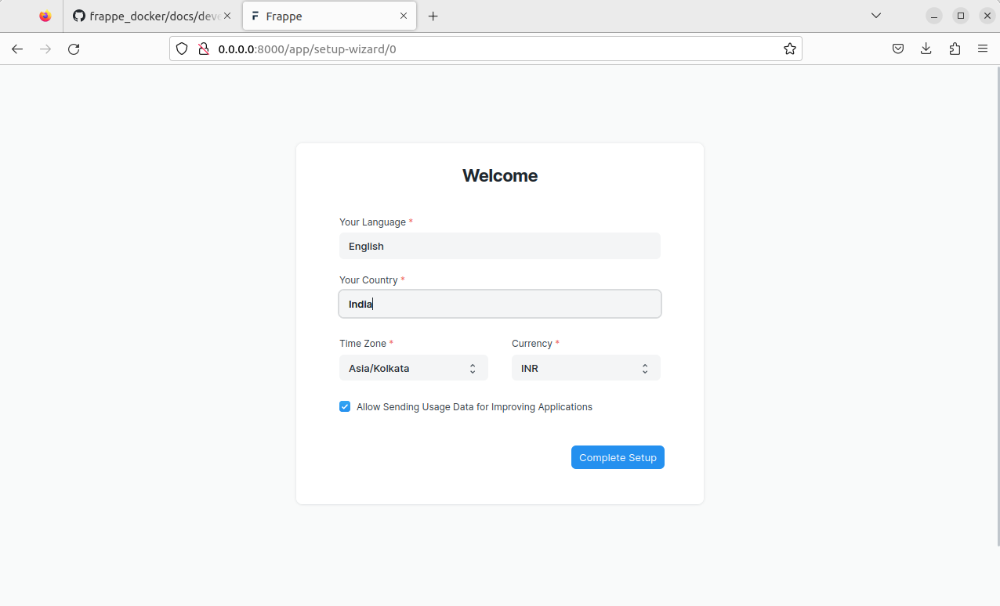 frappe_docker/docs/deve
Frappe
0.0.0.0:8000/app/setup-wizard/0
Welcome
Your Language *
English
Your Country *
India
Time Zone * Currency *
Asia/Kolkata INR
Allow Sending Usage Data for Improving Applications
Complete Setup